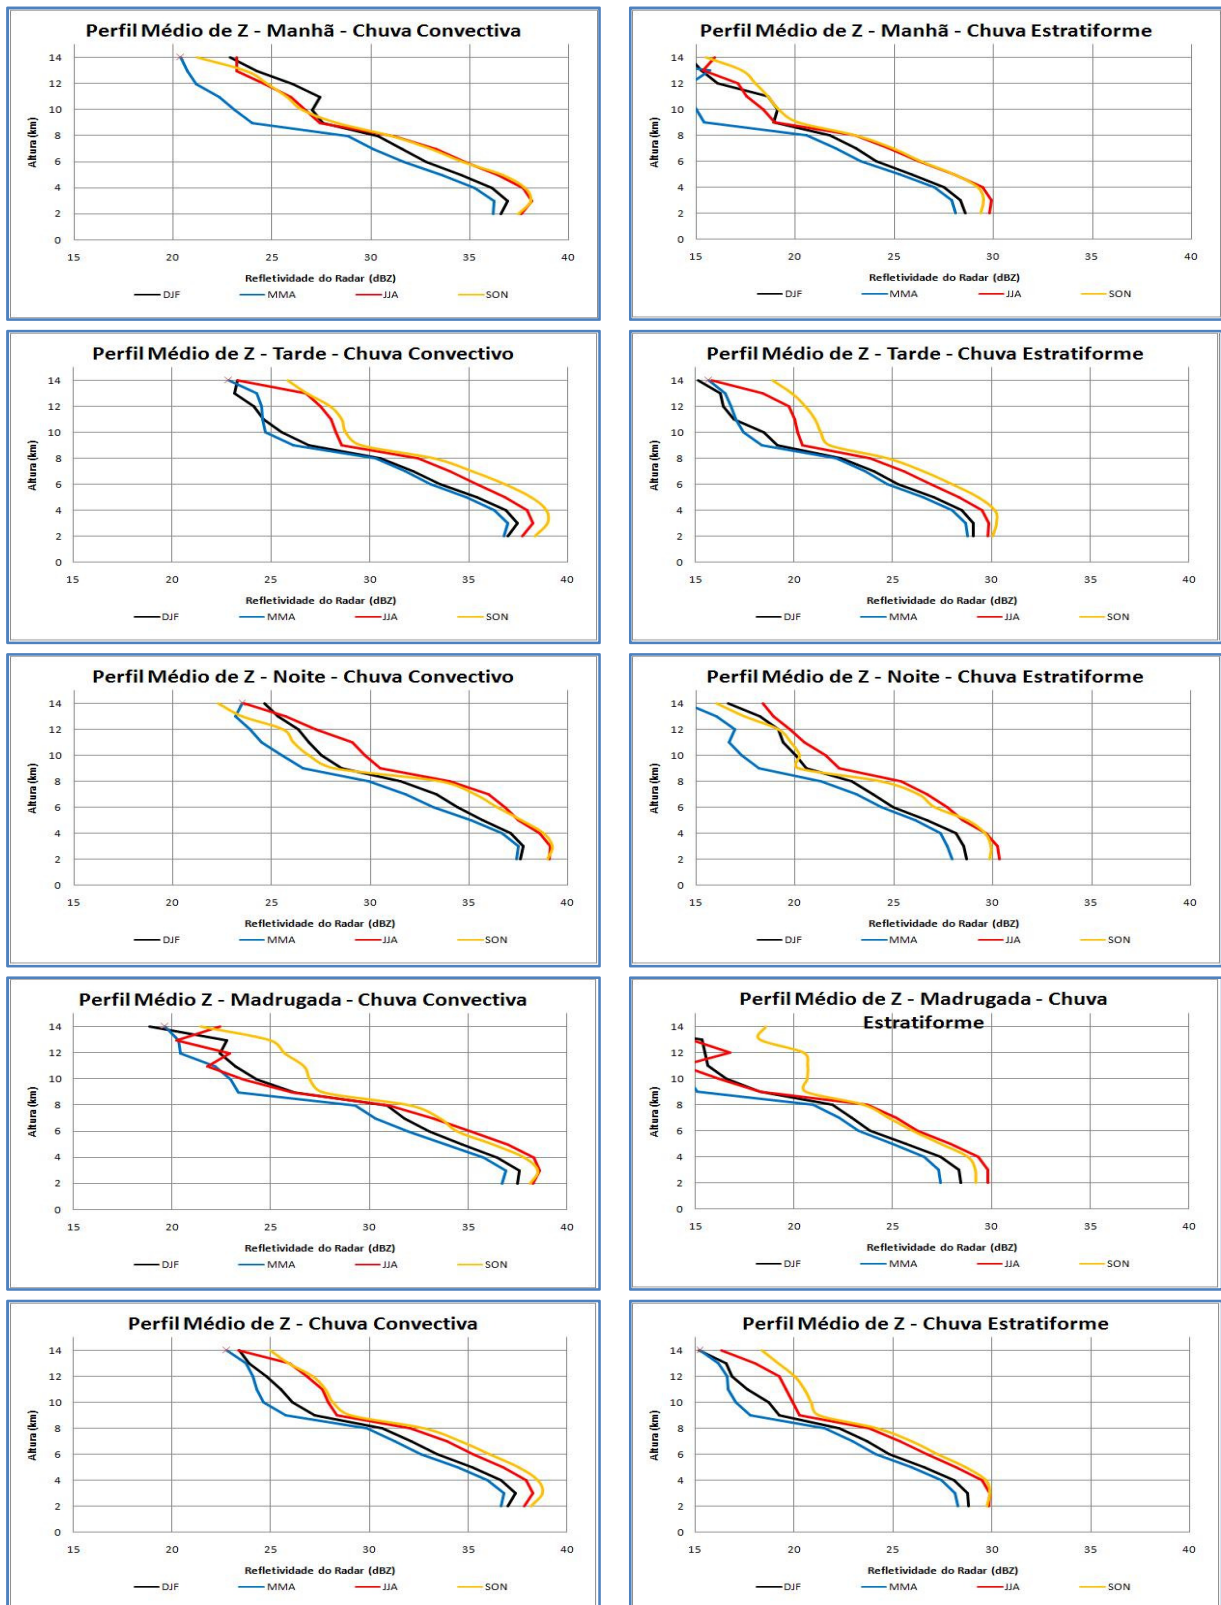 Perfil Médio de Z - Manhã - Chuva Convectiva
Altura (km)
14
12
10
8
6
4
2
0
15 20 25 30 35 40
Refletividade do Radar (dBZ)
DJF MMA JJA SON
Perfil Médio de Z - Manhã - Chuva Estratiforme
Altura (km)
14
12
10
8
6
4
2
0
15 20 25 30 35 40
Refletividade do Radar (dBZ)
DJF MMA JJA SON
Perfil Médio de Z - Tarde - Chuva Convectivo
Altura (km)
14
12
10
8
6
4
2
0
15 20 25 30 35 40
Refletividade do Radar (dBZ)
DJF MMA JJA SON
Perfil Médio de Z - Tarde - Chuva Estratiforme
Altura (km)
14
12
10
8
6
4
2
0
15 20 25 30 35 40
Refletividade do Radar (dBZ)
DJF MMA JJA SON
Perfil Médio de Z - Noite - Chuva Convectivo
Altura (km)
14
12
10
8
6
4
2
0
15 20 25 30 35 40
Refletividade do Radar (dBZ)
DJF MMA JJA SON
Perfil Médio de Z - Noite - Chuva Estratiforme
Altura (km)
14
12
10
8
6
4
2
0
15 20 25 30 35 40
Refletividade do Radar (dBZ)
DJF MMA JJA SON
Perfil Médio Z - Madrugada - Chuva Convectiva
Altura (km)
14
12
10
8
6
4
2
0
15 20 25 30 35 40
Refletividade do Radar (dBZ)
DJF MMA JJA SON
Perfil Médio de Z - Madrugada - Chuva
Estratiforme
Altura (km)
14
12
10
8
6
4
2
0
15 20 25 30 35 40
Refletividade do Radar (dBZ)
DJF MMA JJA SON
Perfil Médio de Z - Chuva Convectiva
Altura (km)
14
12
10
8
6
4
2
0
15 20 25 30 35 40
Refletividade do Radar (dBZ)
DJF MMA JJA SON
Perfil Médio de Z - Chuva Estratiforme
Altura (km)
14
12
10
8
6
4
2
0
15 20 25 30 35 40
Refletividade do Radar (dBZ)
DJF MMA JJA SON